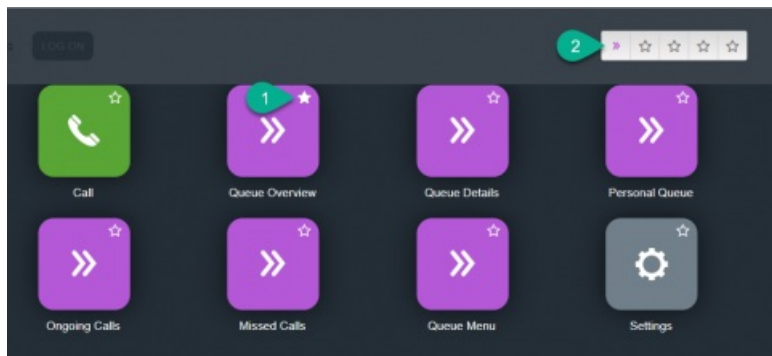 LOG ON
2
1
Call
Queue Overview
Queue Details
Personal Queue
Ongoing Calls
Missed Calls
Queue Menu
Settings